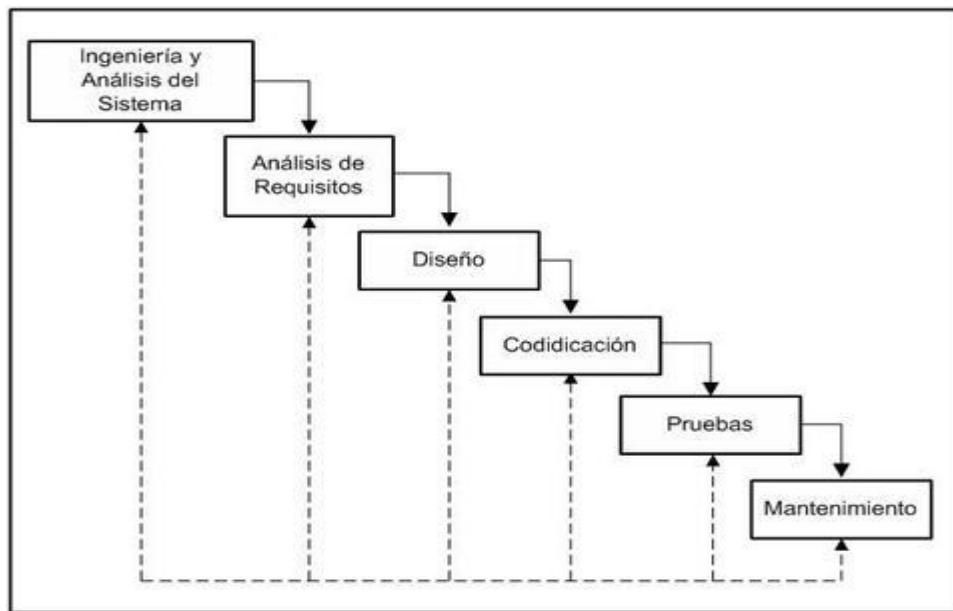 Ingeniería y
Análisis del
Sistema
Análisis de
Requisitos
Diseño
Codidicación
Pruebas
Mantenimiento